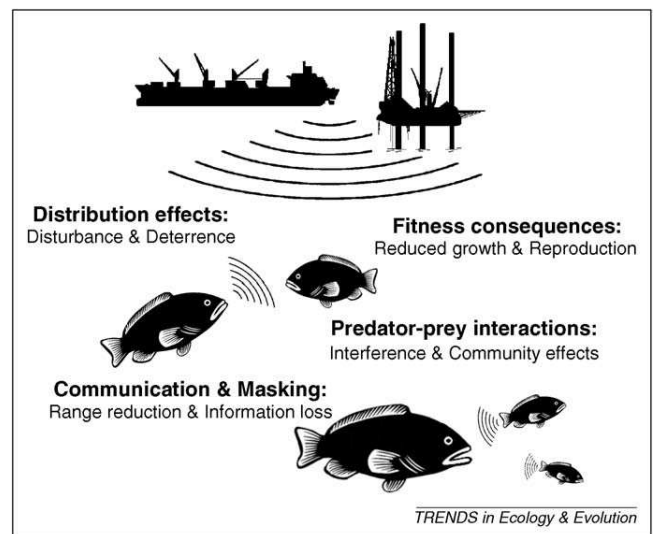 Distribution effects:
Disturbance & Deterrence
Fitness consequences:
Reduced growth & Reproduction
Predator-prey interactions:
Interference & Community effects
Communication & Masking:
Range reduction & Information loss
TRENDS in Ecology & Evolution